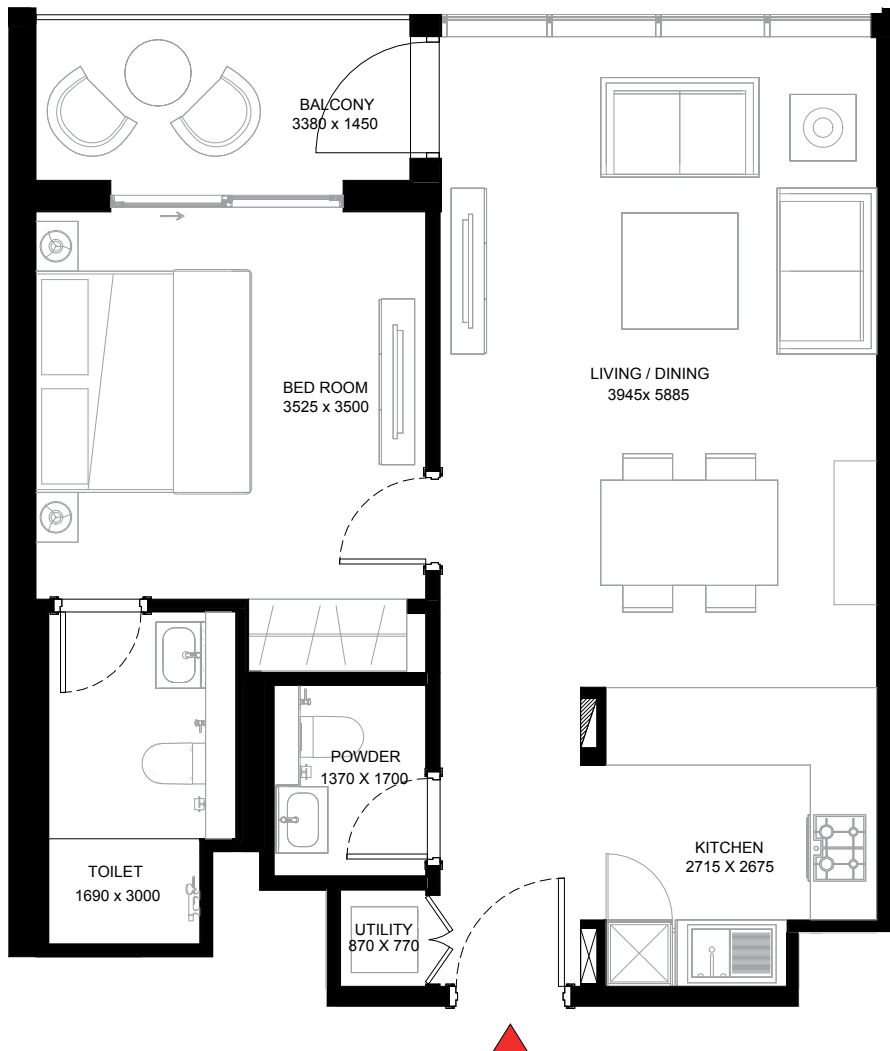 BALCONY
3380 x 1450
BED ROOM
3525 x 3500
LIVING / DINING
3945x 5885
POWDER
1370 X 1700
KITCHEN
2715 X 2675
TOILET
1690 x 3000
UTILITY
870 X 770